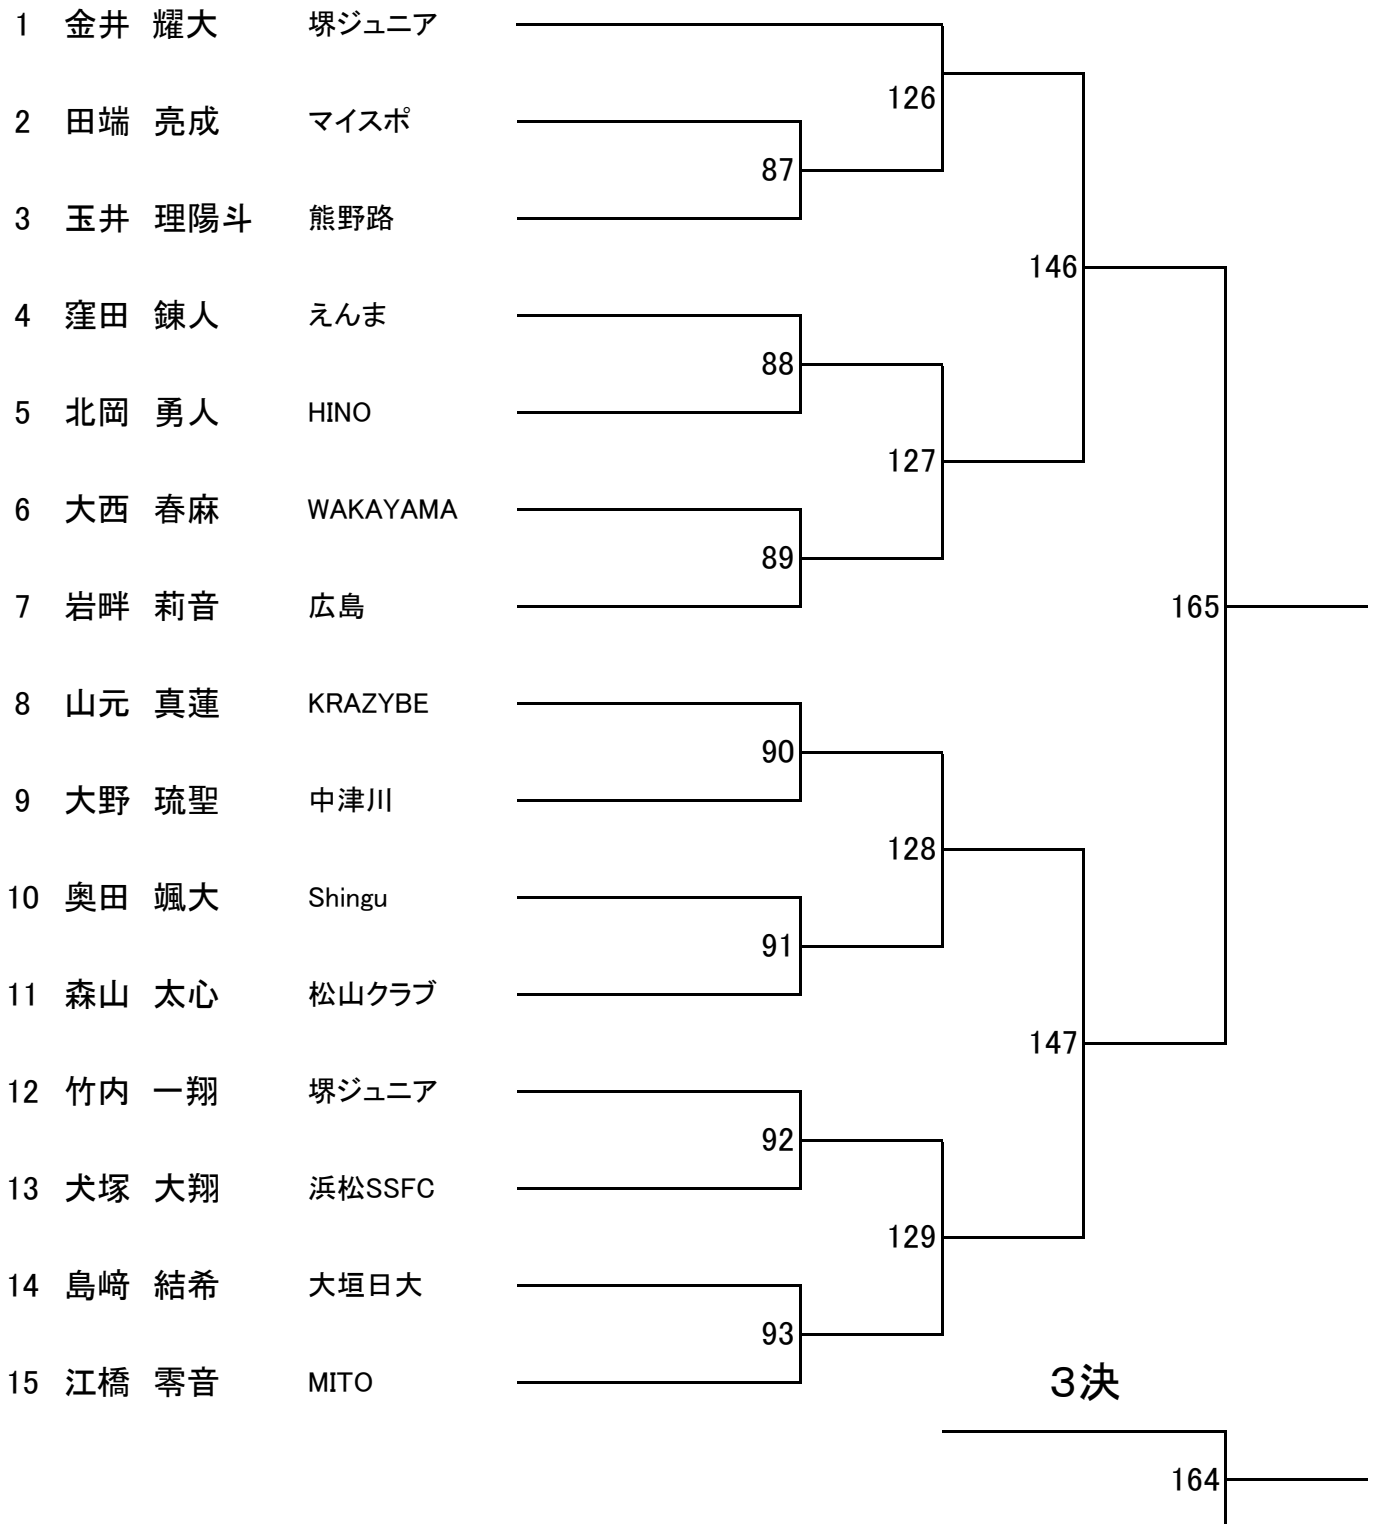 1 金井 耀大 堺ジュニア
126
2 田端 亮成 マイスポ
87
3 玉井 理陽斗 熊野路
146
4 窪田 錬人 えんま
88
5 北岡 勇人 HINO
127
6 大西 春麻 WAKAYAMA
89
7 岩畔 莉音 広島
165
8 山元 真蓮 KRAZYBE
90
9 大野 琉聖 中津川
128
10 奥田 颯大 Shingu
91
11 森山 太心 松山クラブ
147
12 竹内 一翔 堺ジュニア
92
13 犬塚 大翔 浜松SSFC
129
14 島﨑 結希 大垣日大
93
15 江橋 零音 MITO
3決
164